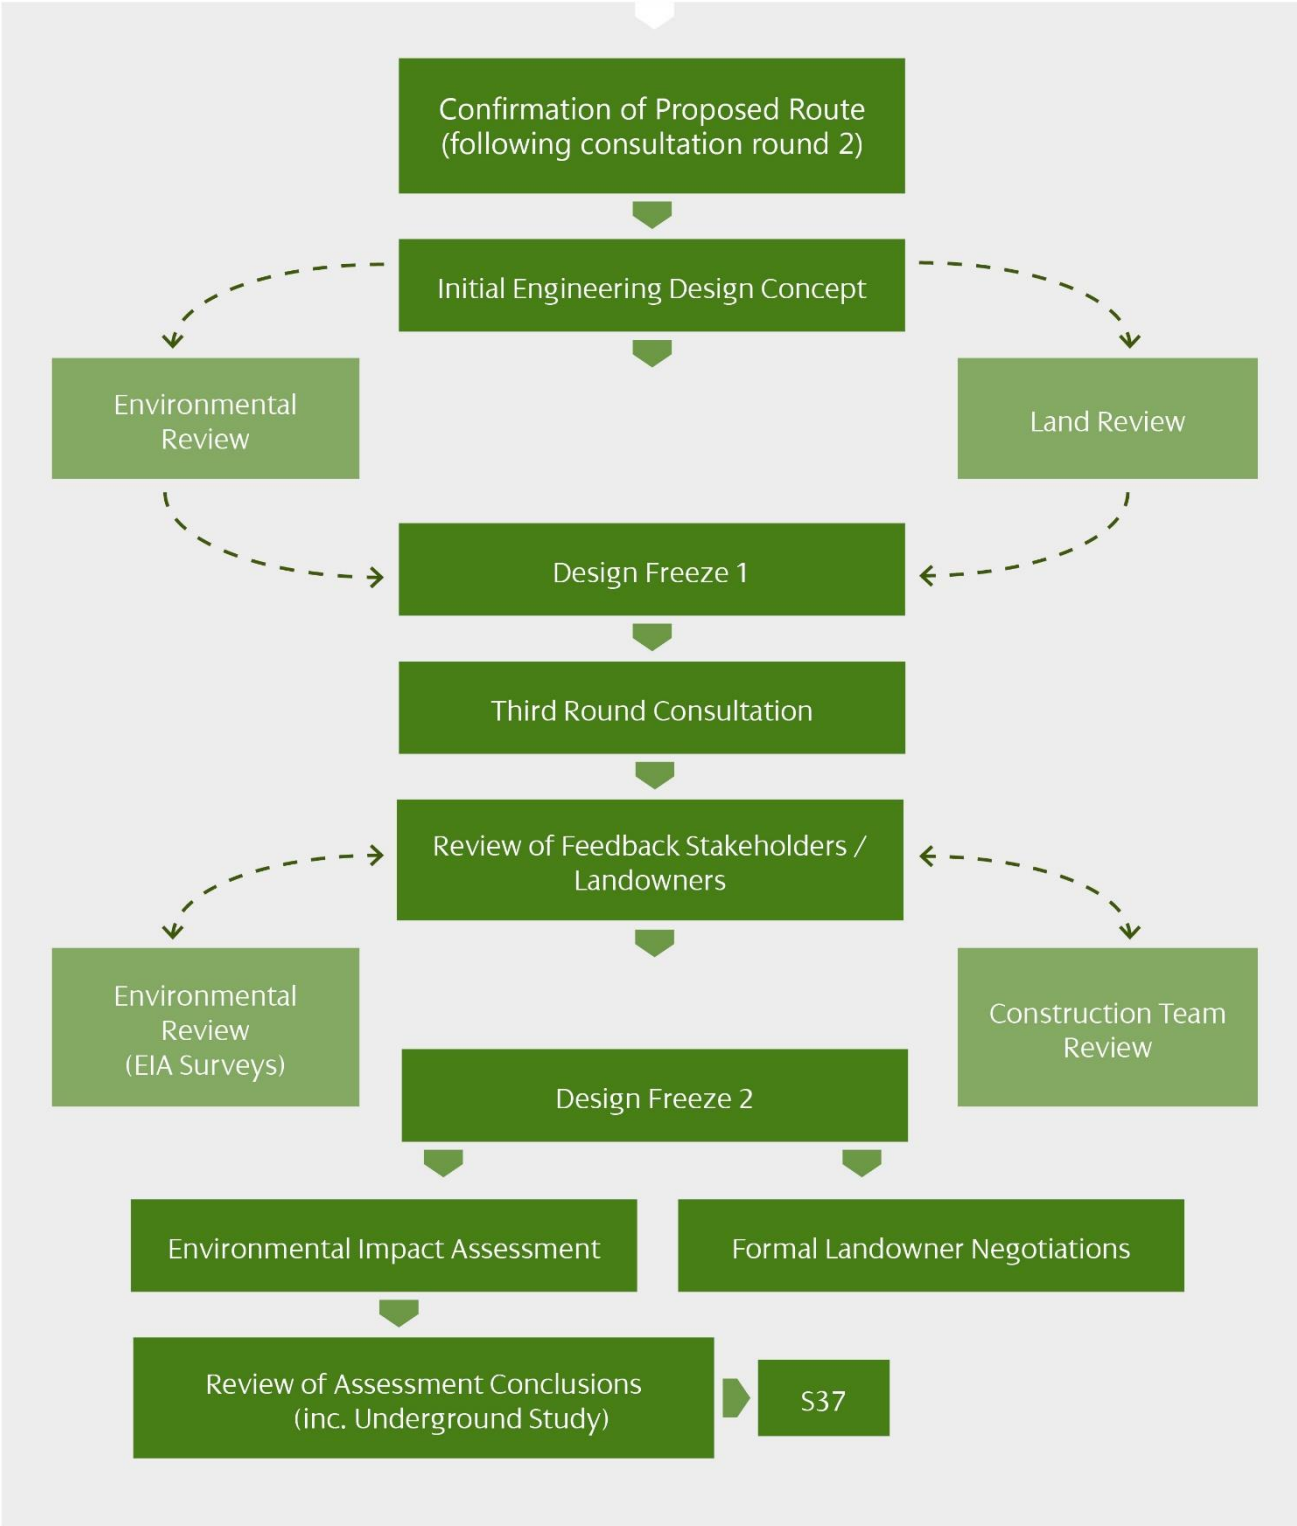 Confirmation of Proposed Route
(following consultation round 2)
Initial Engineering Design Concept
Environmental
Review
Land Review
Design Freeze 1
Third Round Consultation
Review of Feedback Stakeholders /
Landowners
Environmental
Review
(EIA Surveys)
Construction Team
Review
Design Freeze 2
Environmental Impact Assessment
Formal Landowner Negotiations
Review of Assessment Conclusions
(inc. Underground Study)
S37